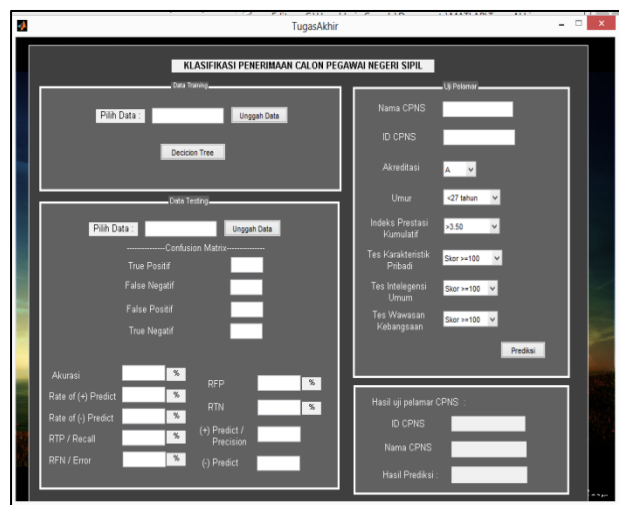 TugasAkhir
KLASIFIKASI PENERIMAAN CALON PEGAWAI NEGERI SIPIL
Data Training
Pilih Data :
Unggah Data
Decicion Tree
Data Testing
Pilih Data :
Unggah Data
--------------Confusion Matrix--------------
True Positif
False Negatif
False Positif
True Negatif
Akurasi %
Rate of (+) Predict %
Rate of (-) Predict %
RTP / Recall %
RFN / Error %
RFP %
RTN %
(+) Predict /
Precision
(-) Predict
Uji Pelamar
Nama CPNS
ID CPNS
Akreditasi A
Umur <27 tahun
Indeks Prestasi
Kumulatif >3.50
Tes Karakteristik
Pribadi Skor >=100
Tes Intelegensi
Umum Skor >=100
Tes Wawasan
Kebangsaan Skor >=100
Prediksi
Hasil uji pelamar CPNS :
ID CPNS
Nama CPNS
Hasil Prediksi :